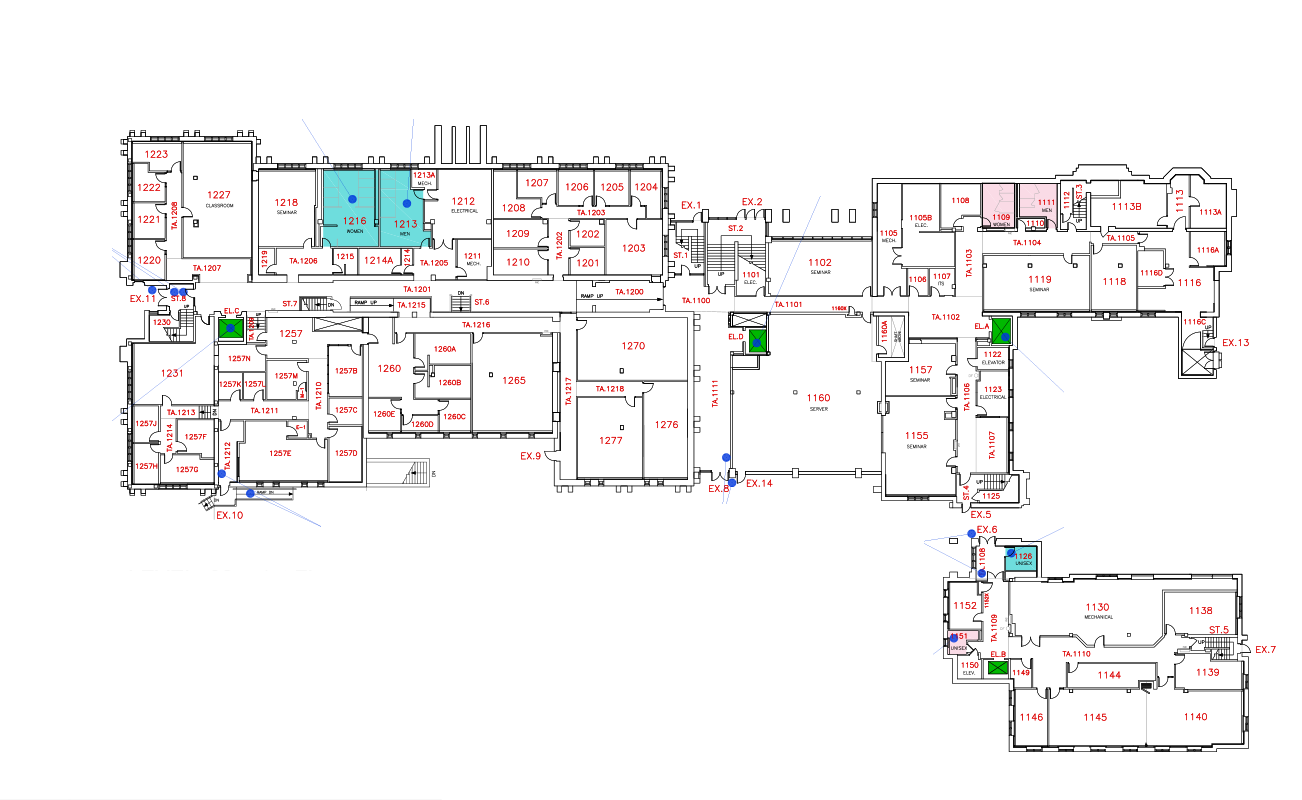 1223
1222
1221
1220
TA.1208
1227
CLASSROOM
TA.1207
1218
SEMINAR
1219
TA.1206
1216
WOMEN
1215
1214A
1214
1213
MEN
1213A
MECH.
1212
ELECTRICAL
TA.1205
1211
MECH.
1207
1208
1206
1205
1204
TA.1203
1209
1210
TA.1202
1202
1201
1203
EX.1
EX.2
ST.1
UP
ST.2
UP
1101
ELEC.
1102
SEMINAR
1105
MECH.
1105B
ELEC.
1108
1106
1107
ITS
TA.1103
1109
WOMEN
1110
1111
MEN
1112
ST.3
UP
1113B
1113
1113A
TA.1104
TA.1105
1119
SEMINAR
1118
1116D
1116A
1116
1116C
UP
EX.13
EX.11
ST.8
UP
1230
EL.C
UP
ST.7
DN
RAMP UP
TA.1201
TA.1215
DN
ST.6
UP
RAMP UP
TA.1200
TA.1100
TA.1101
TA.1102
1231
1257N
1257
1257K
1257L
1257M
M-1
1257B
TA.1210
1257C
TA.1211
TA.1213
DN
1257J
TA.1214
1257F
1257H
1257G
TA.1212
1257E
E-1
1257D
DN
RAMP DN
EX.10
DN
TA.1216
1260
1260A
1260B
1260E
1260D
1260C
1265
TA.1217
1270
TA.1218
1277
1276
EX.9
EL.D
TA.1111
1160
SERVER
1160A
EX.8
EX.14
1157
SEMINAR
1155
SEMINAR
EL.A
1122
ELEVATOR
1123
ELECTRICAL
TA.1106
TA.1107
UP
ST.4
1125
EX.5
EX.6
1126
UNISEX
1152
1152X
TA.1109
1151
UNISEX
1150
ELEV.
EL.B
1149
1130
MECHANICAL
1138
ST.5
UP
EX.7
TA.1110
1144
1139
1146
1145
1140